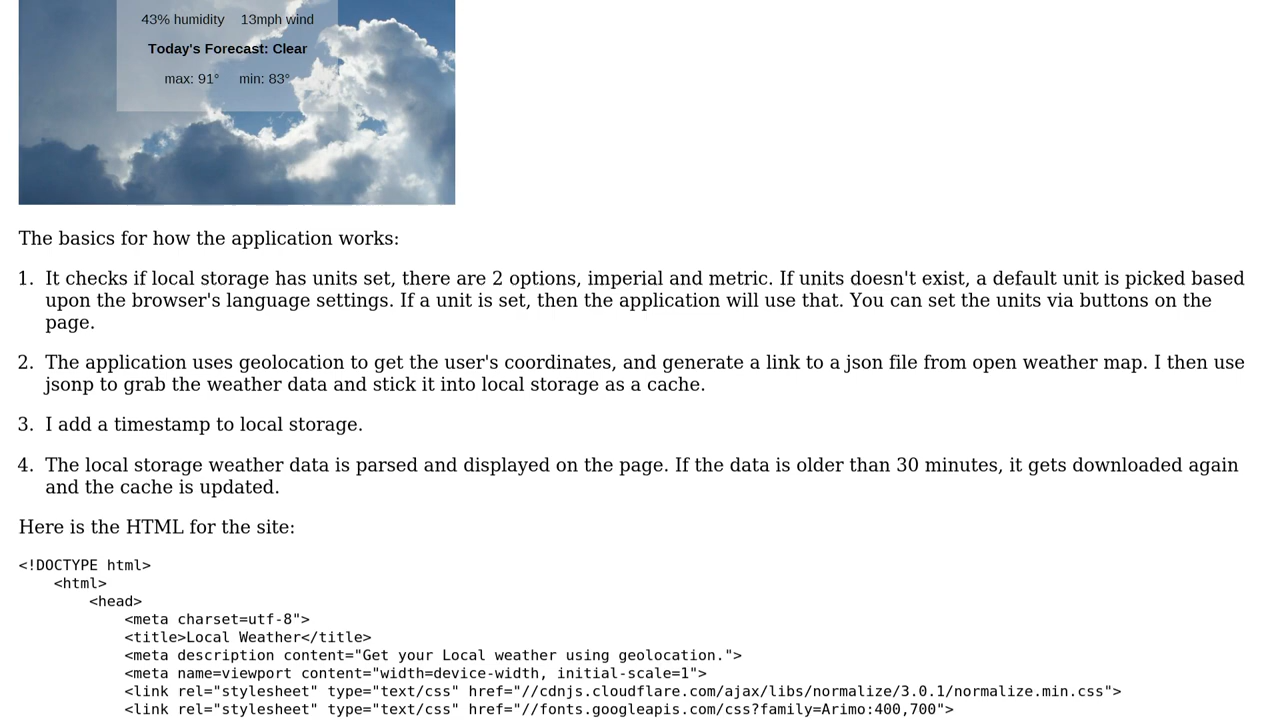 43% humidity 13mph wind
Today's Forecast: Clear
max: 91° min: 83°
The basics for how the application works:
1. It checks if local storage has units set, there are 2 options, imperial and metric. If units doesn't exist, a default unit is picked based
upon the browser's language settings. If a unit is set, then the application will use that. You can set the units via buttons on the
page.
2. The application uses geolocation to get the user's coordinates, and generate a link to a json file from open weather map. I then use
jsonp to grab the weather data and stick it into local storage as a cache.
3. I add a timestamp to local storage.
4. The local storage weather data is parsed and displayed on the page. If the data is older than 30 minutes, it gets downloaded again
and the cache is updated.
Here is the HTML for the site:
<!DOCTYPE html>
    <html>
        <head>
            <meta charset=utf-8">
            <title>Local Weather</title>
            <meta description content="Get your Local weather using geolocation.">
            <meta name=viewport content="width=device-width, initial-scale=1">
            <link rel="stylesheet" type="text/css" href="//cdnjs.cloudflare.com/ajax/libs/normalize/3.0.1/normalize.min.css">
            <link rel="stylesheet" type="text/css" href="//fonts.googleapis.com/css?family=Arimo:400,700">